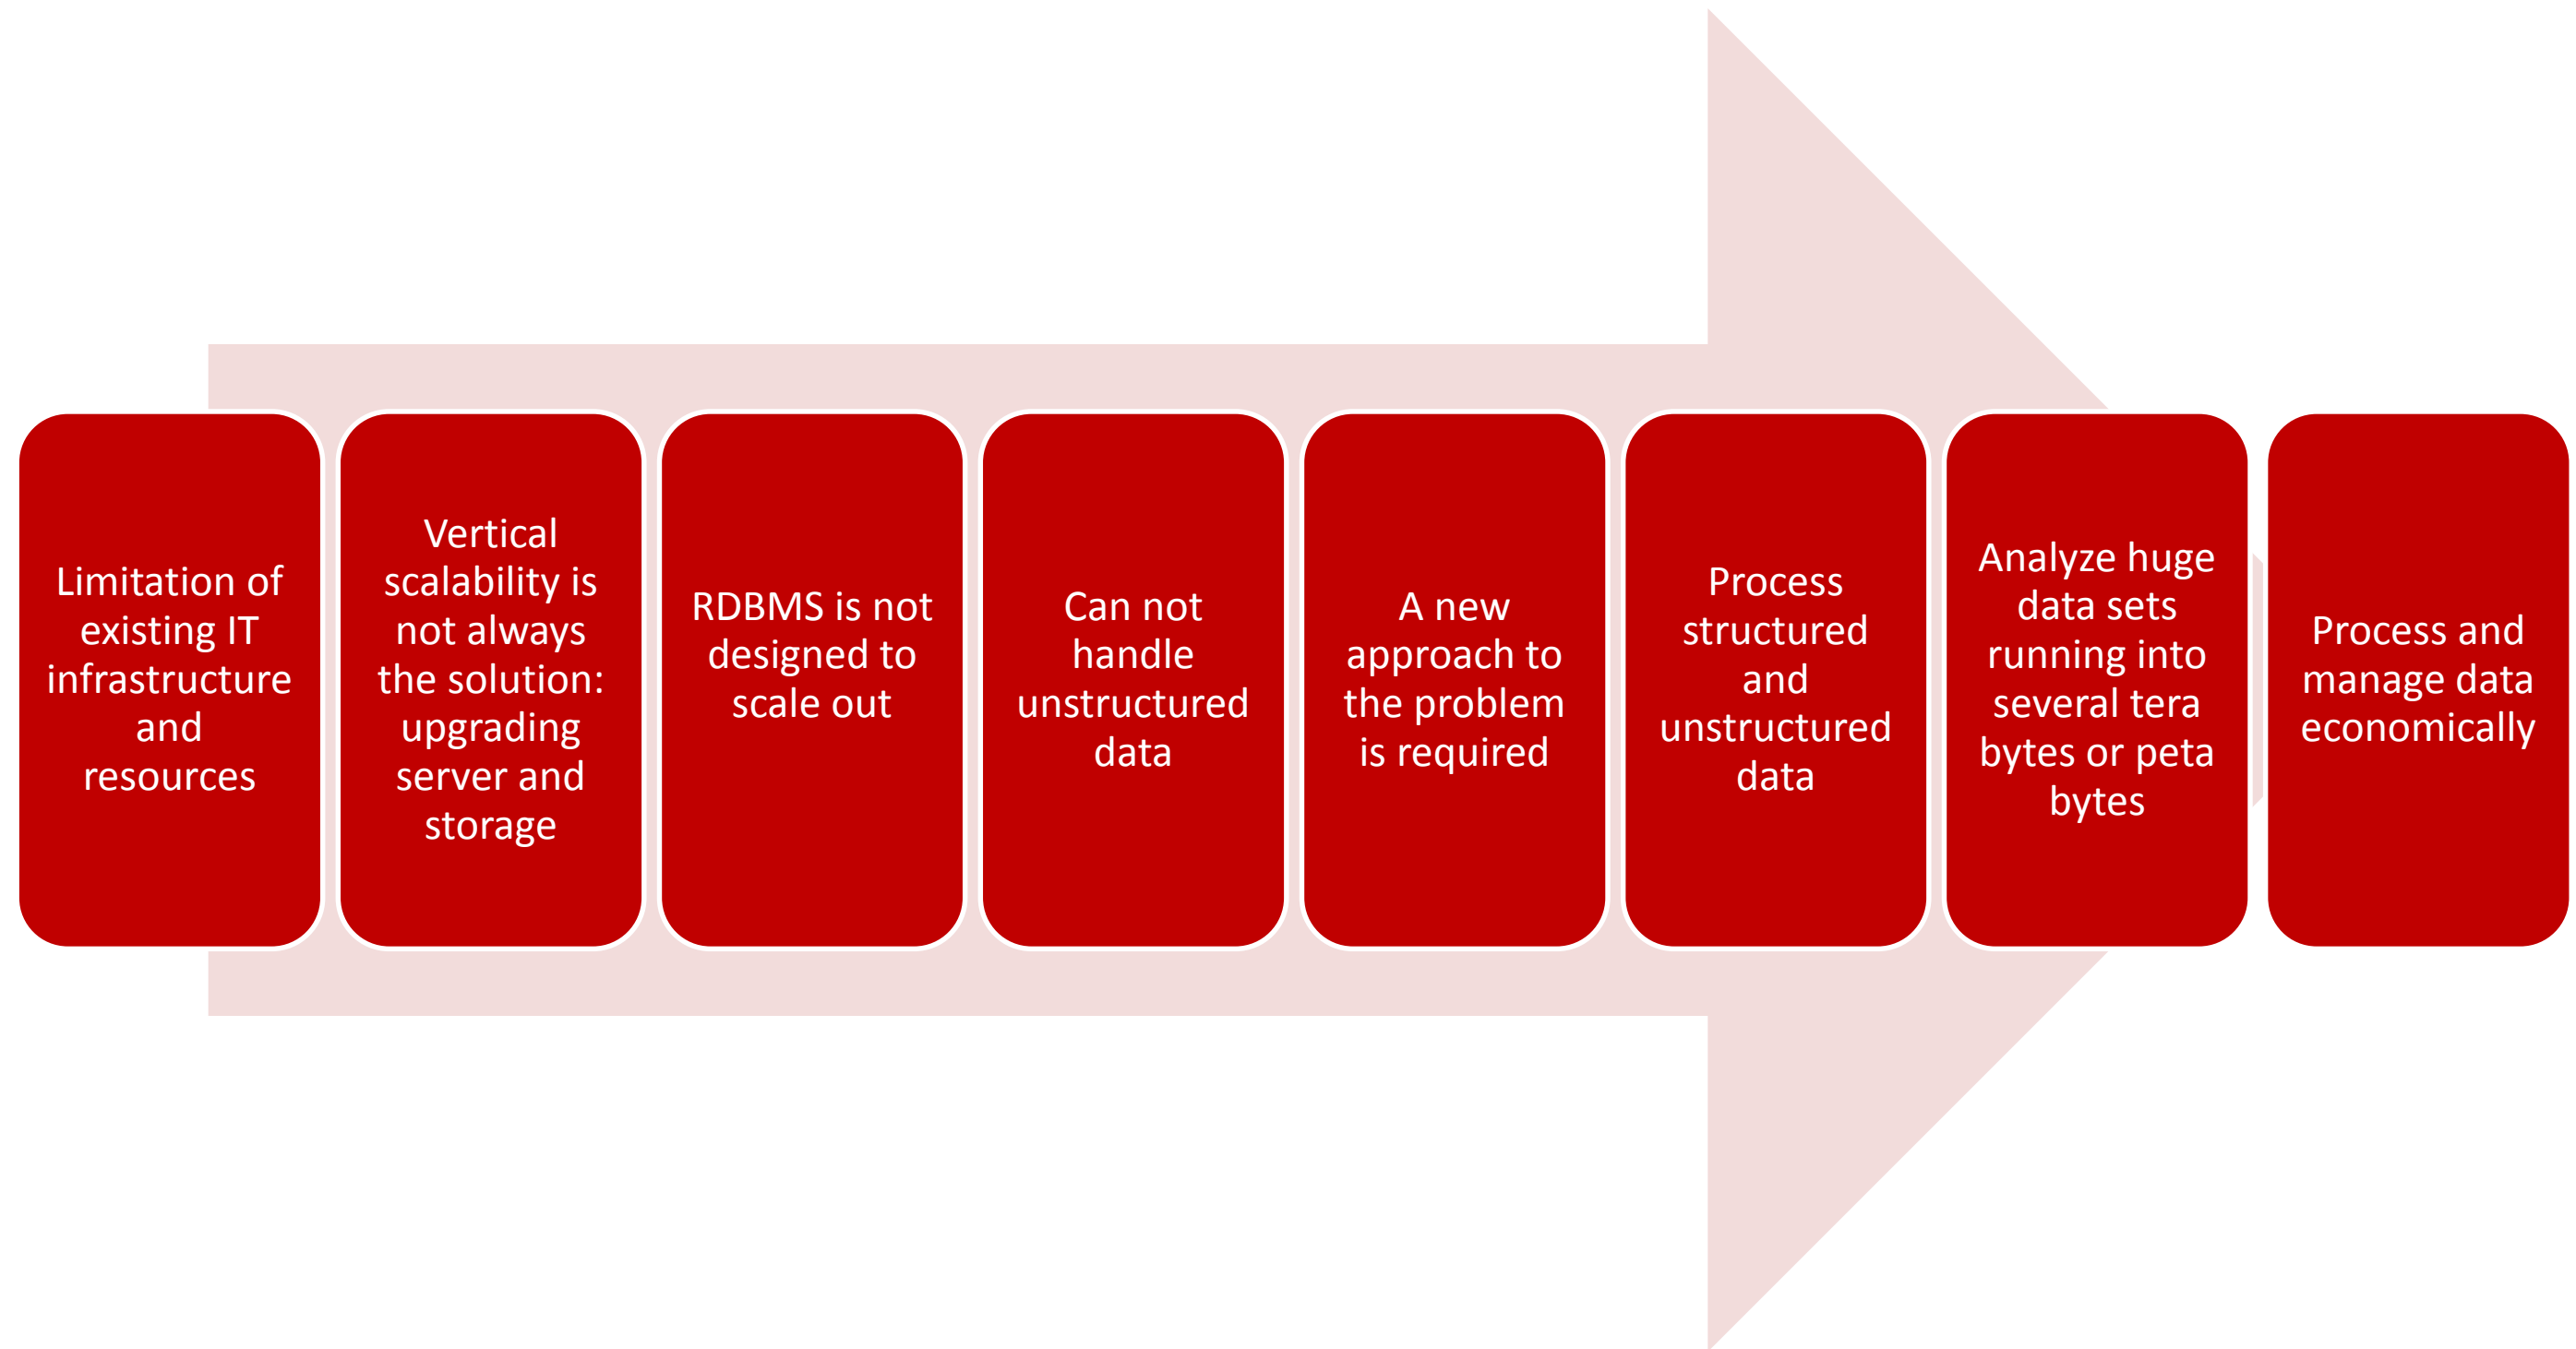 Limitation of
existing IT
infrastructure
and
resources
Vertical
scalability is
not always
the solution:
upgrading
server and
storage
RDBMS is not
designed to
scale out
Can not
handle
unstructured
data
A new
approach to
the problem
is required
Process
structured
and
unstructured
data
Analyze huge
data sets
running into
several tera
bytes or peta
bytes
Process and
manage data
economically